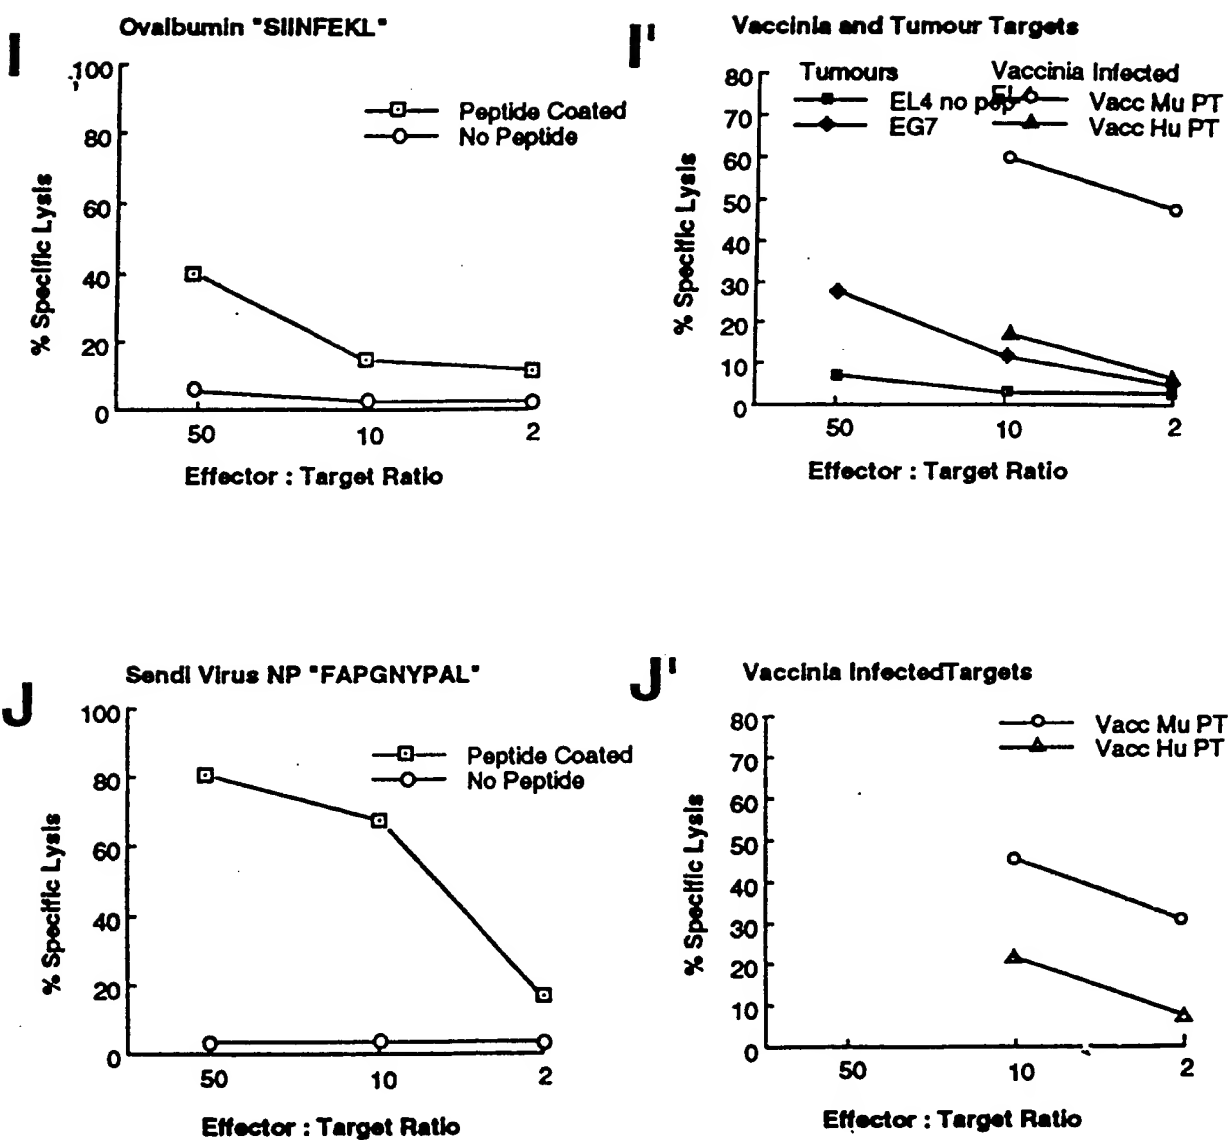 I
Ovalbumin "SIINFEKL"
100
80
60
40
20
0
% Specific Lysis
Peptide Coated
No Peptide
50 10 2
Effector : Target Ratio
I'
Vaccinia and Tumour Targets
80
70
60
50
40
30
20
10
0
% Specific Lysis
Tumours
EL4 no pep
EG7
Vaccinia Infected
EL4
Vacc Mu PT
Vacc Hu PT
50 10 2
Effector : Target Ratio
J
Sendi Virus NP "FAPGNYPAL"
100
80
60
40
20
0
% Specific Lysis
Peptide Coated
No Peptide
50 10 2
Effector : Target Ratio
J'
Vaccinia InfectedTargets
80
70
60
50
40
30
20
10
0
% Specific Lysis
Vacc Mu PT
Vacc Hu PT
50 10 2
Effector : Target Ratio